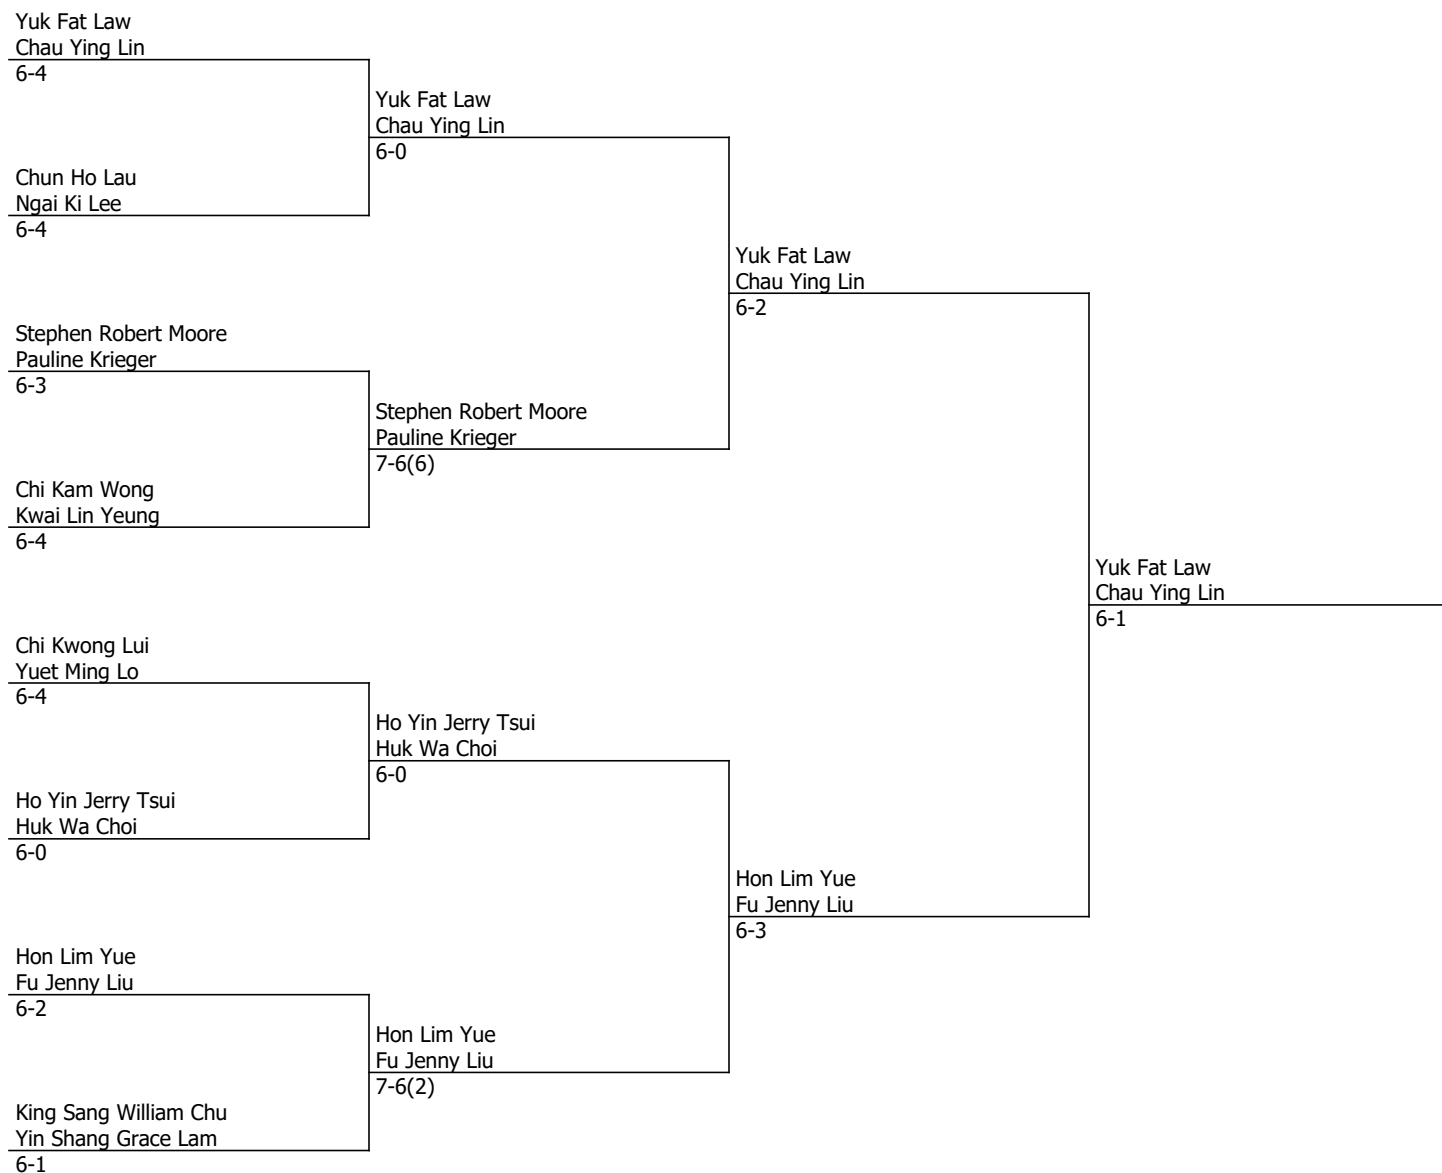 Yuk Fat Law
Chau Ying Lin
6-4
Yuk Fat Law
Chau Ying Lin
6-0
Chun Ho Lau
Ngai Ki Lee
6-4
Yuk Fat Law
Chau Ying Lin
6-2
Stephen Robert Moore
Pauline Krieger
6-3
Stephen Robert Moore
Pauline Krieger
7-6(6)
Chi Kam Wong
Kwai Lin Yeung
6-4
Yuk Fat Law
Chau Ying Lin
6-1
Chi Kwong Lui
Yuet Ming Lo
6-4
Ho Yin Jerry Tsui
Huk Wa Choi
6-0
Ho Yin Jerry Tsui
Huk Wa Choi
6-0
Hon Lim Yue
Fu Jenny Liu
6-3
Hon Lim Yue
Fu Jenny Liu
6-2
Hon Lim Yue
Fu Jenny Liu
7-6(2)
King Sang William Chu
Yin Shang Grace Lam
6-1